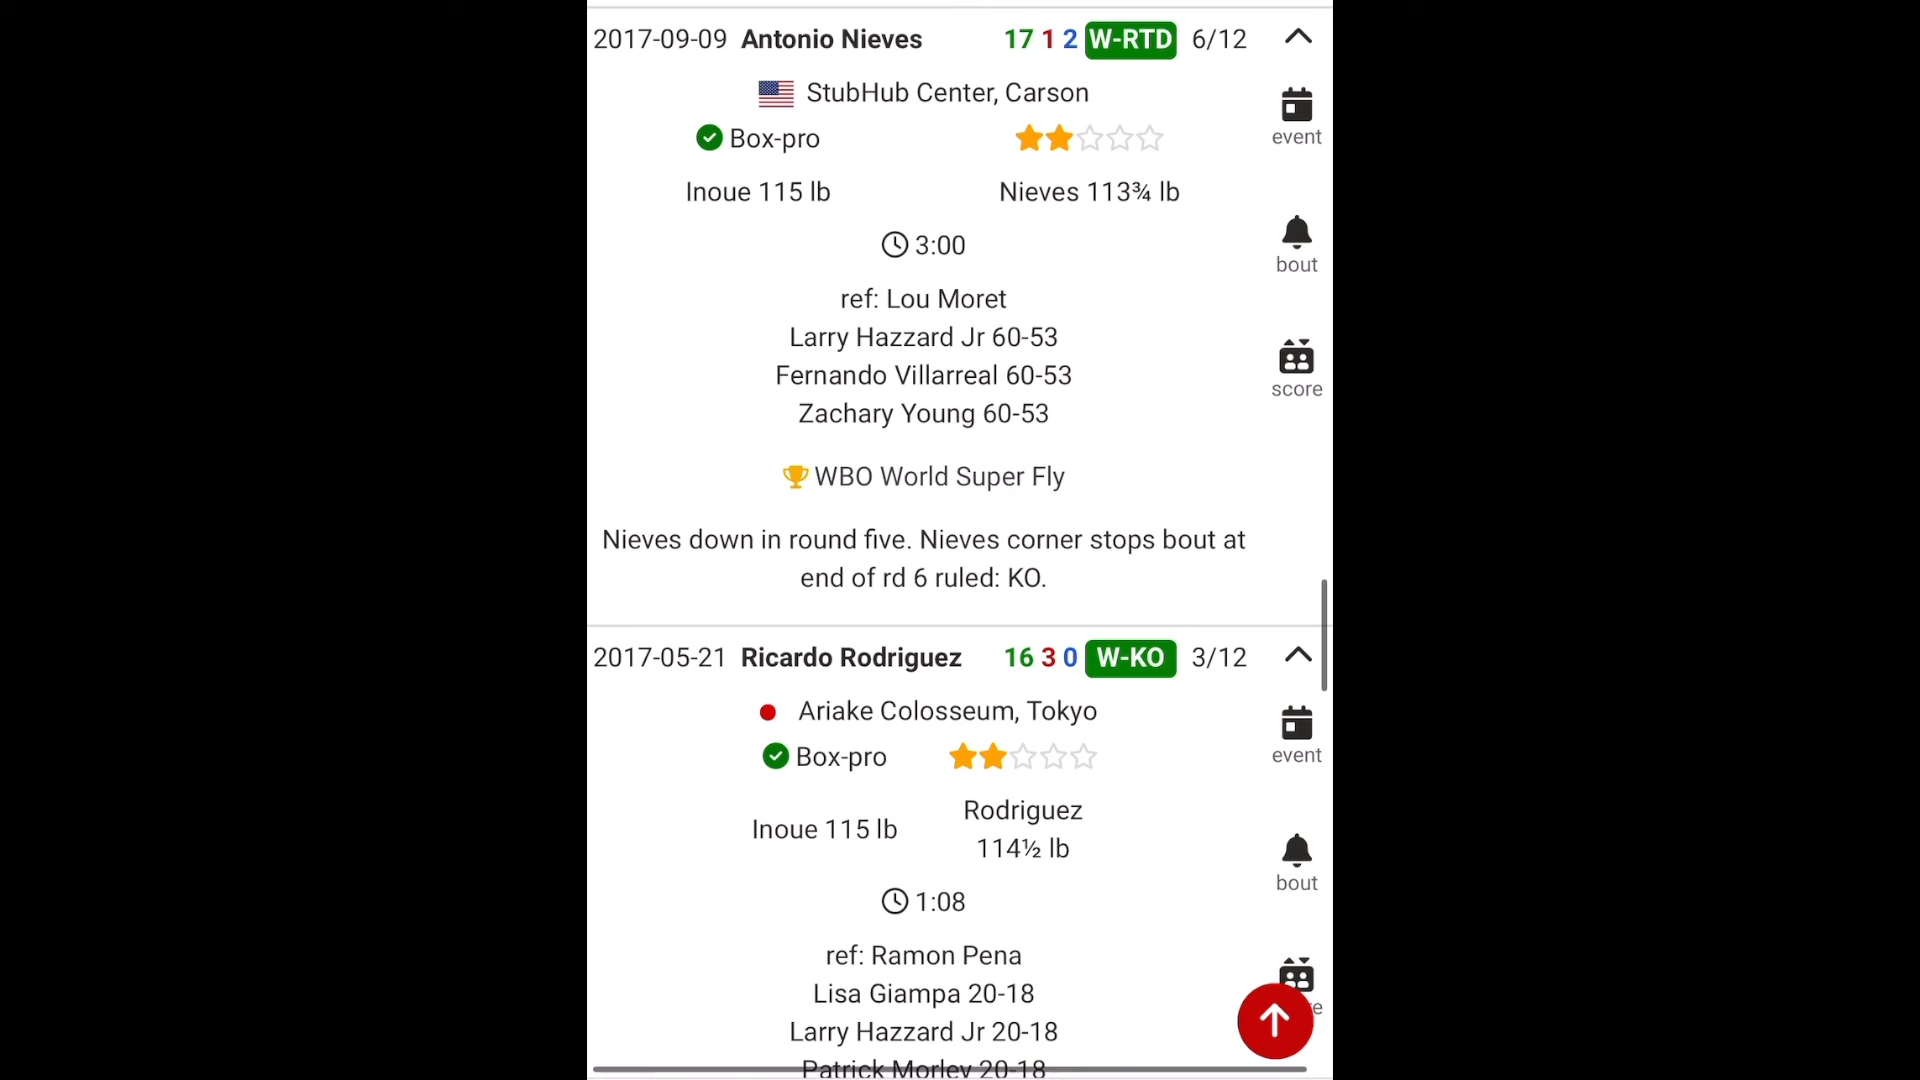 2017-09-09 Antonio Nieves 17 1 2 W-RTD 6/12
StubHub Center, Carson
event
Box-pro
Inoue 115 lb Nieves 113¾ lb
3:00
bout
ref: Lou Moret
Larry Hazzard Jr 60-53
Fernando Villarreal 60-53
score
Zachary Young 60-53
WBO World Super Fly
Nieves down in round five. Nieves corner stops bout at
end of rd 6 ruled: KO.
2017-05-21 Ricardo Rodriguez 16 3 0 W-KO 3/12
Ariake Colosseum, Tokyo
event
Box-pro
Inoue 115 lb
Rodriguez
114½ lb
1:08
bout
ref: Ramon Pena
Lisa Giampa 20-18
Larry Hazzard Jr 20-18
Patrick Morley 20-18